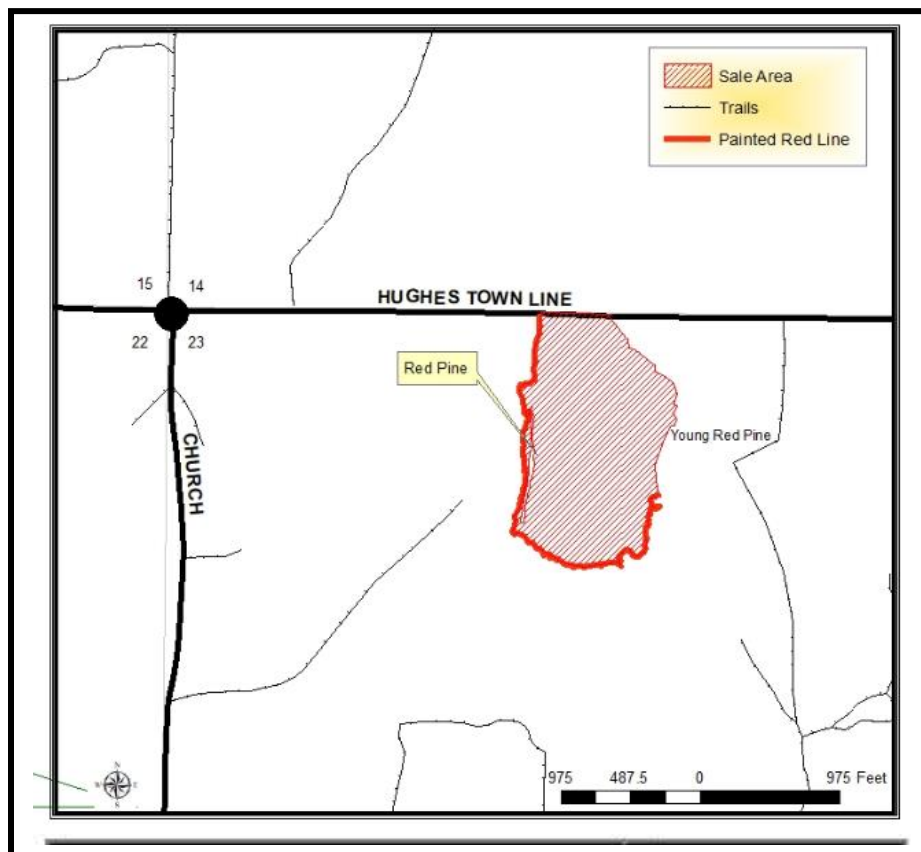 Sale Area
Trails
Painted Red Line
15 14
HUGHES TOWN LINE
22 23
Red Pine
Young Red Pine
CHURCH
N
W E
S
975 487.5 0 975 Feet